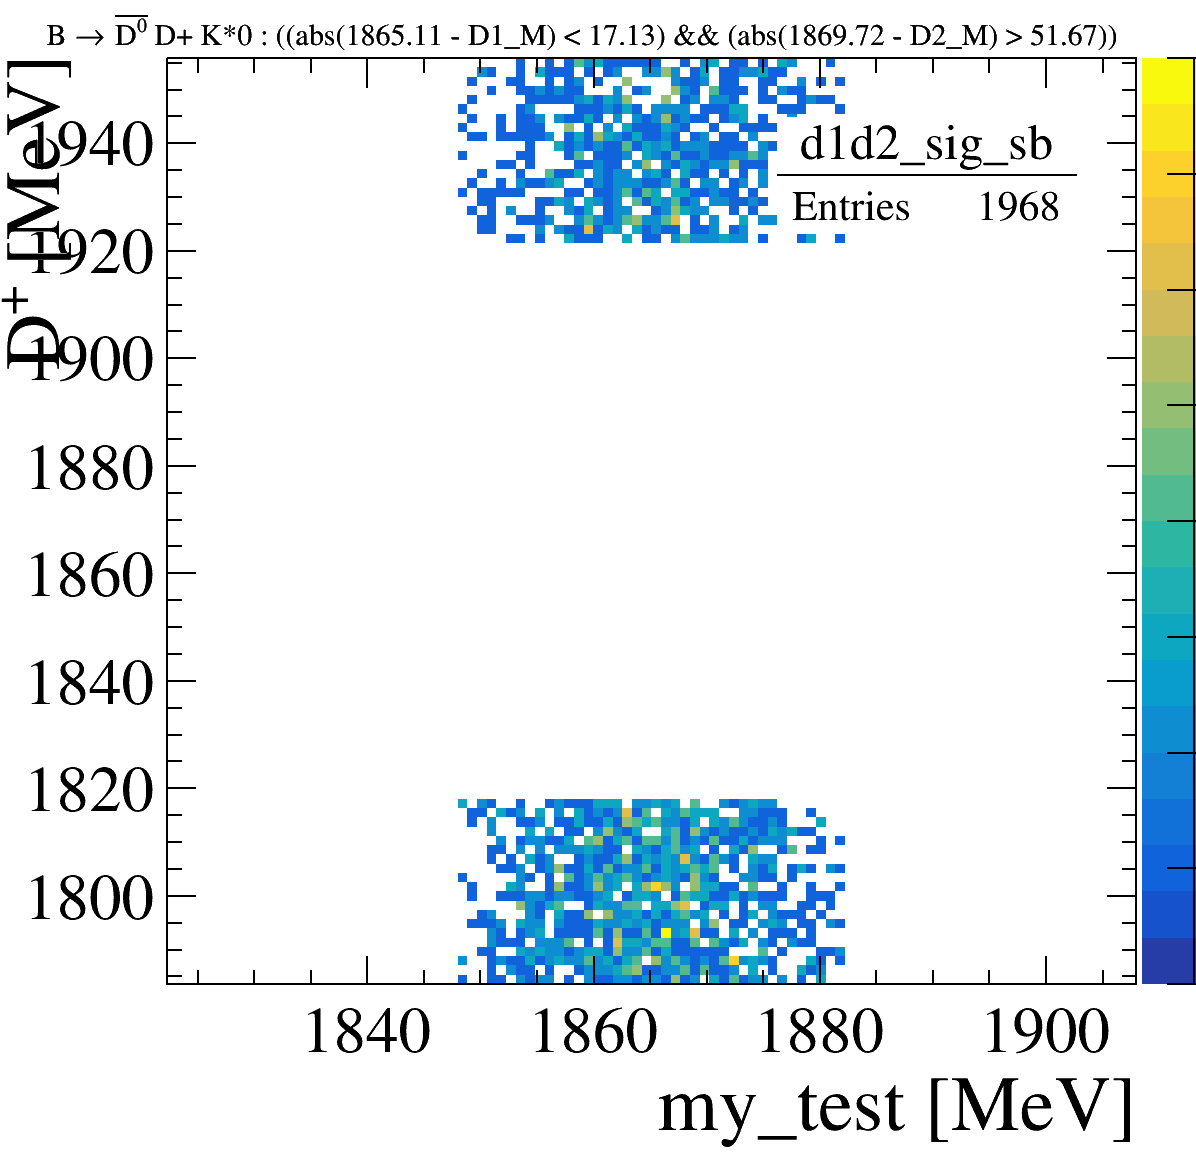 B → D⁰ D+ K*0 : ((abs(1865.11 - D1_M) < 17.13) && (abs(1869.72 - D2_M) > 51.67))
D⁺ [MeV]
1940
1920
1900
1880
1860
1840
1820
1800
d1d2_sig_sb
Entries 1968
1840 1860 1880 1900
my_test [MeV]